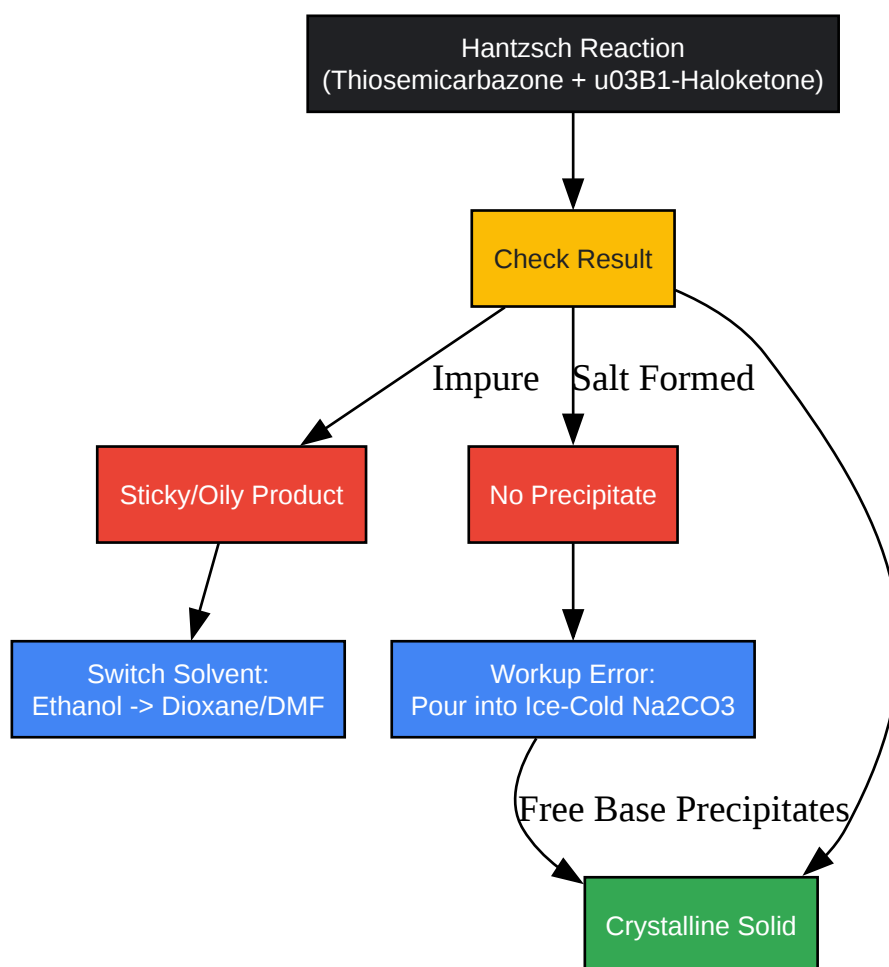 Hantzsch Reaction
(Thiosemicarbazone + u03B1-Haloketone)
Check Result
Impure
Salt Formed
Sticky/Oily Product
No Precipitate
Switch Solvent:
Ethanol -> Dioxane/DMF
Workup Error:
Pour into Ice-Cold Na2CO3
Free Base Precipitates
Crystalline Solid